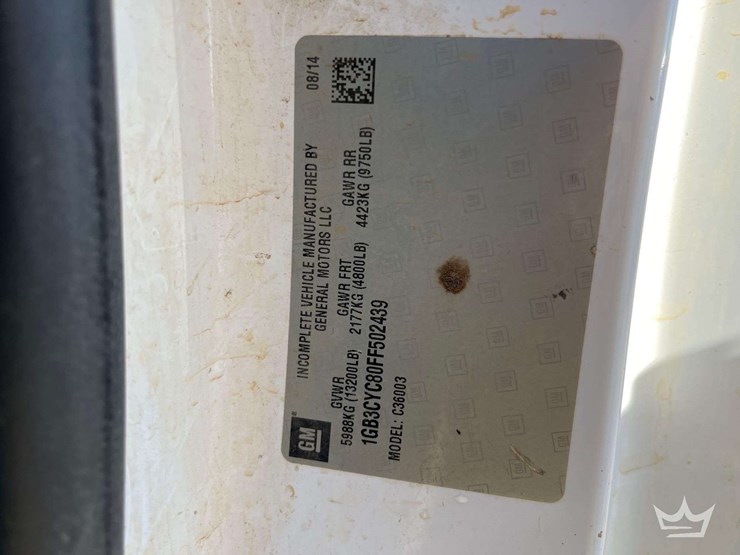 GM
INCOMPLETE VEHICLE MANUFACTURED BY
GENERAL MOTORS LLC
08/14
GVWR GAWR FRT GAWR RR
5988KG (13200LB) 2177KG (4800LB) 4423KG (9750LB)
1GB3CYC80FF502439
MODEL: C36003